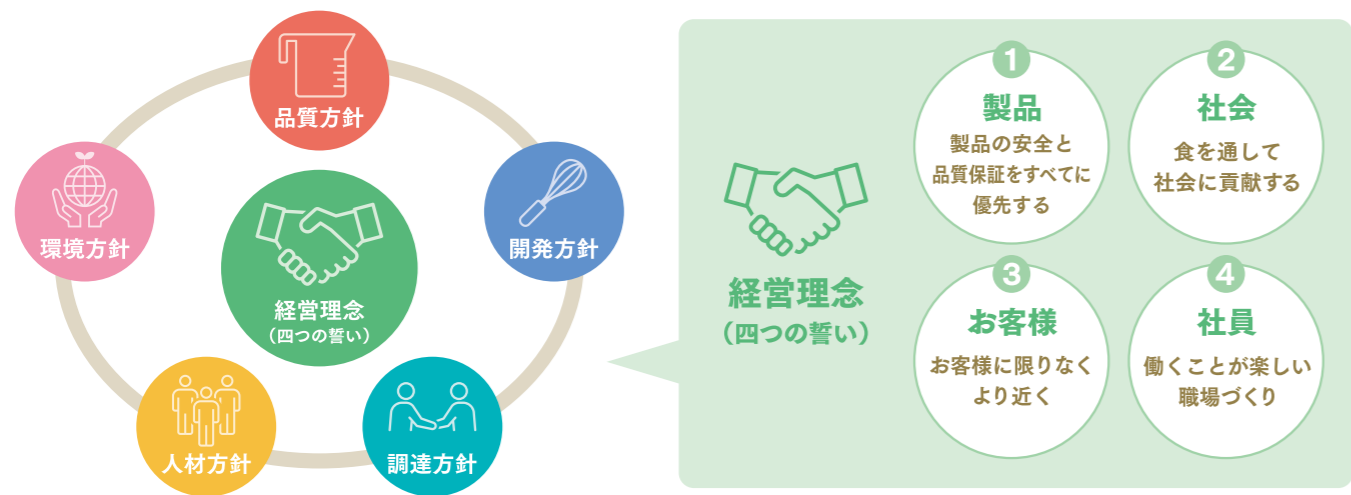 品質方針
環境方針
開発方針
経営理念
（四つの誓い）
人材方針
調達方針
経営理念
（四つの誓い）
1
製品
製品の安全と
品質保証をすべてに
優先する
2
社会
食を通して
社会に貢献する
3
お客様
お客様に限りなく
より近く
4
社員
働くことが楽しい
職場づくり